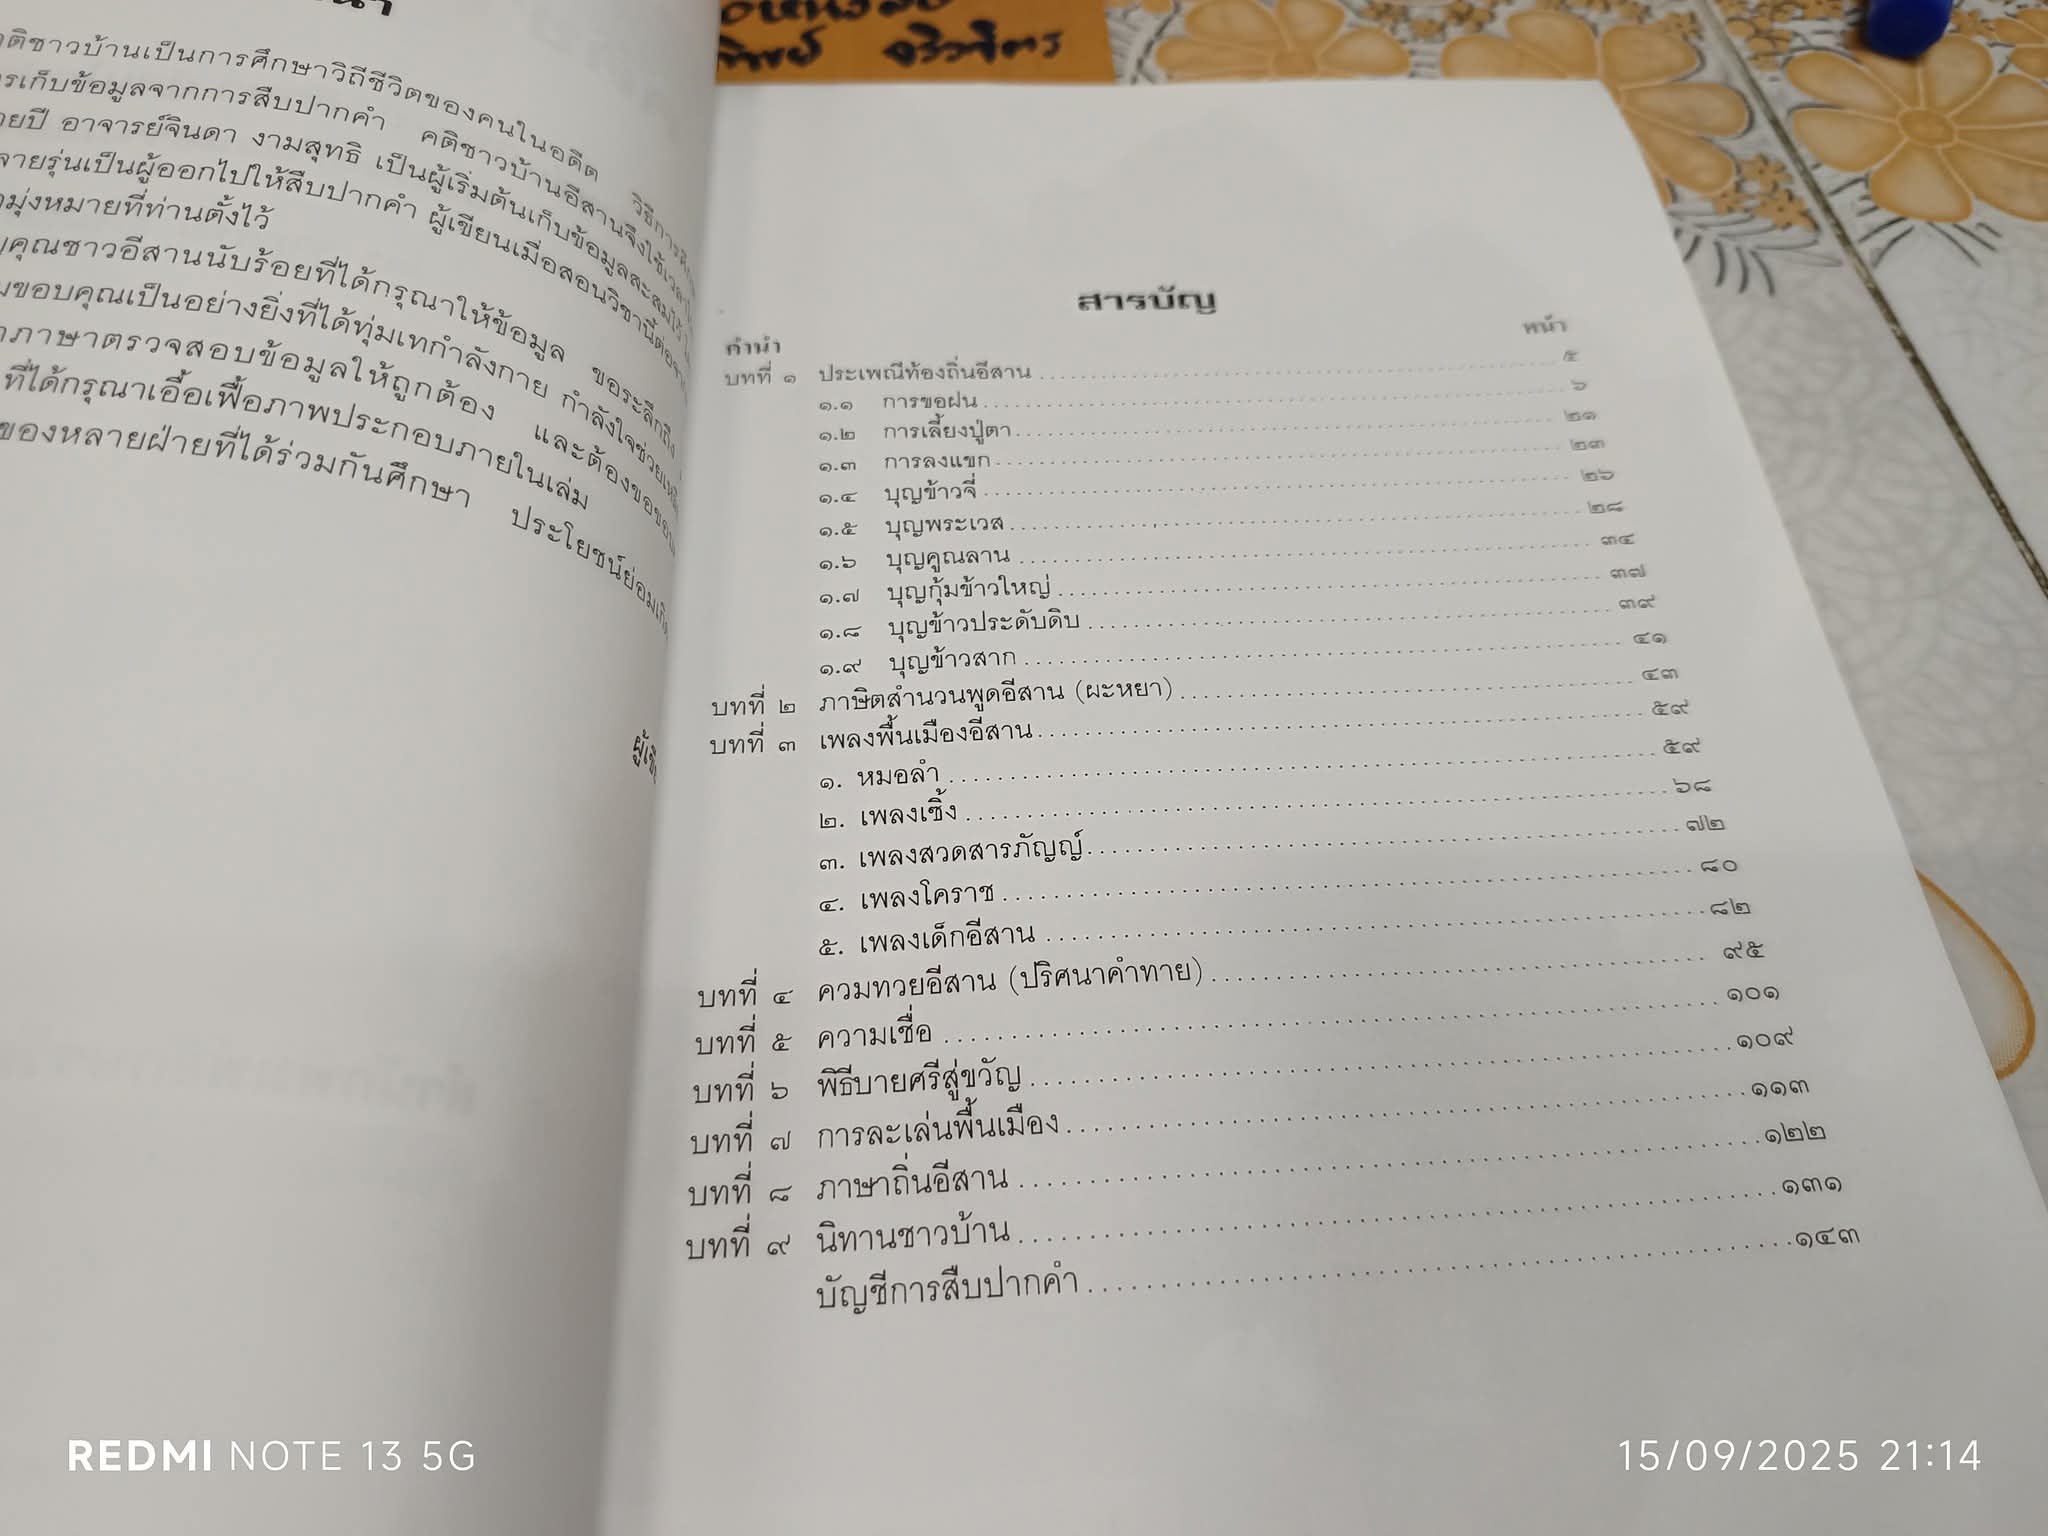 คติชาวบ้านเป็นการศึกษาวิถีชีวิตของคนในอดีต
เก็บข้อมูลจากการสืบปากคำ คติชาวบ้านอีสานจึงใช้
อาจารย์จินดา งามสุทธิ เป็นผู้เริ่มต้นเก็บข้อมูลสะสมไว้
รุ่นเป็นผู้ออกไปให้สืบปากคำ ผู้เขียนเมื่อสอนวิชานี้ต่อ
มุ่งหมายที่ท่านตั้งไว้
คุณชาวอีสานนับร้อยที่ได้กรุณาให้ข้อมูล ขอระลึกถึง
ขอบคุณเป็นอย่างยิ่งที่ได้ทุ่มเทกำลังกาย กำลังใจช่วย
ภาษาตรวจสอบข้อมูลให้ถูกต้อง และต้องขอ
ที่ได้กรุณาเอื้อเฟื้อภาพประกอบภายในเล่ม
ของหลายฝ่ายที่ได้ร่วมกันศึกษา ประโยชน์ย่อม
สารบัญ
คำนำ หน้า
บทที่ ๑ ประเพณีท้องถิ่นอีสาน ๕
๑.๑ การขอฝน ๖
๑.๒ การเลี้ยงปู่ตา ๒๑
๑.๓ การลงแขก ๒๓
๑.๔ บุญข้าวจี่ ๒๖
๑.๕ บุญพระเวส ๒๘
๑.๖ บุญคูณลาน ๓๔
๑.๗ บุญกุ้มข้าวใหญ่ ๓๗
๑.๘ บุญข้าวประดับดิบ ๓๙
๑.๙ บุญข้าวสาก ๔๑
บทที่ ๒ ภาษิตสำนวนพูดอีสาน (ผะหยา) ๔๓
บทที่ ๓ เพลงพื้นเมืองอีสาน ๕๙
๑. หมอลำ ๕๙
๒. เพลงเซิ้ง ๖๘
๓. เพลงสวดสารภัญญ์ ๗๒
๔. เพลงโคราช ๘๐
๕. เพลงเด็กอีสาน ๘๒
บทที่ ๔ ควมทวยอีสาน (ปริศนาคำทาย) ๙๕
บทที่ ๕ ความเชื่อ ๑๐๑
บทที่ ๖ พิธีบายศรีสู่ขวัญ ๑๐๙
บทที่ ๗ การละเล่นพื้นเมือง ๑๑๓
บทที่ ๘ ภาษาถิ่นอีสาน ๑๒๒
บทที่ ๙ นิทานชาวบ้าน ๑๓๑
บัญชีการสืบปากคำ ๑๔๓
REDMI NOTE 13 5G
15/09/2025 21:14